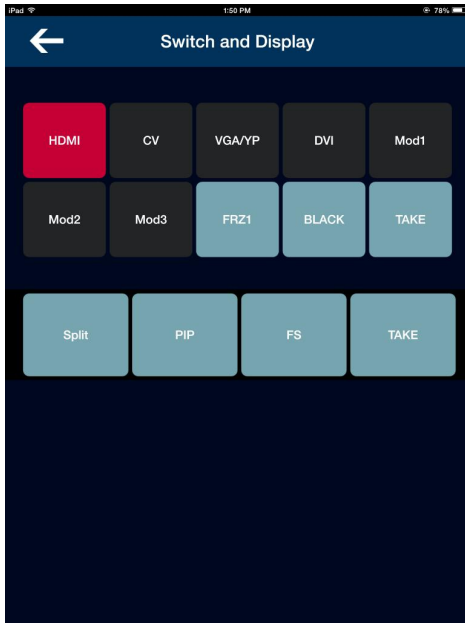 iPad 1:50 PM 78%
Switch and Display
HDMI CV VGA/YP DVI Mod1
Mod2 Mod3 FRZ1 BLACK TAKE
Split PIP FS TAKE